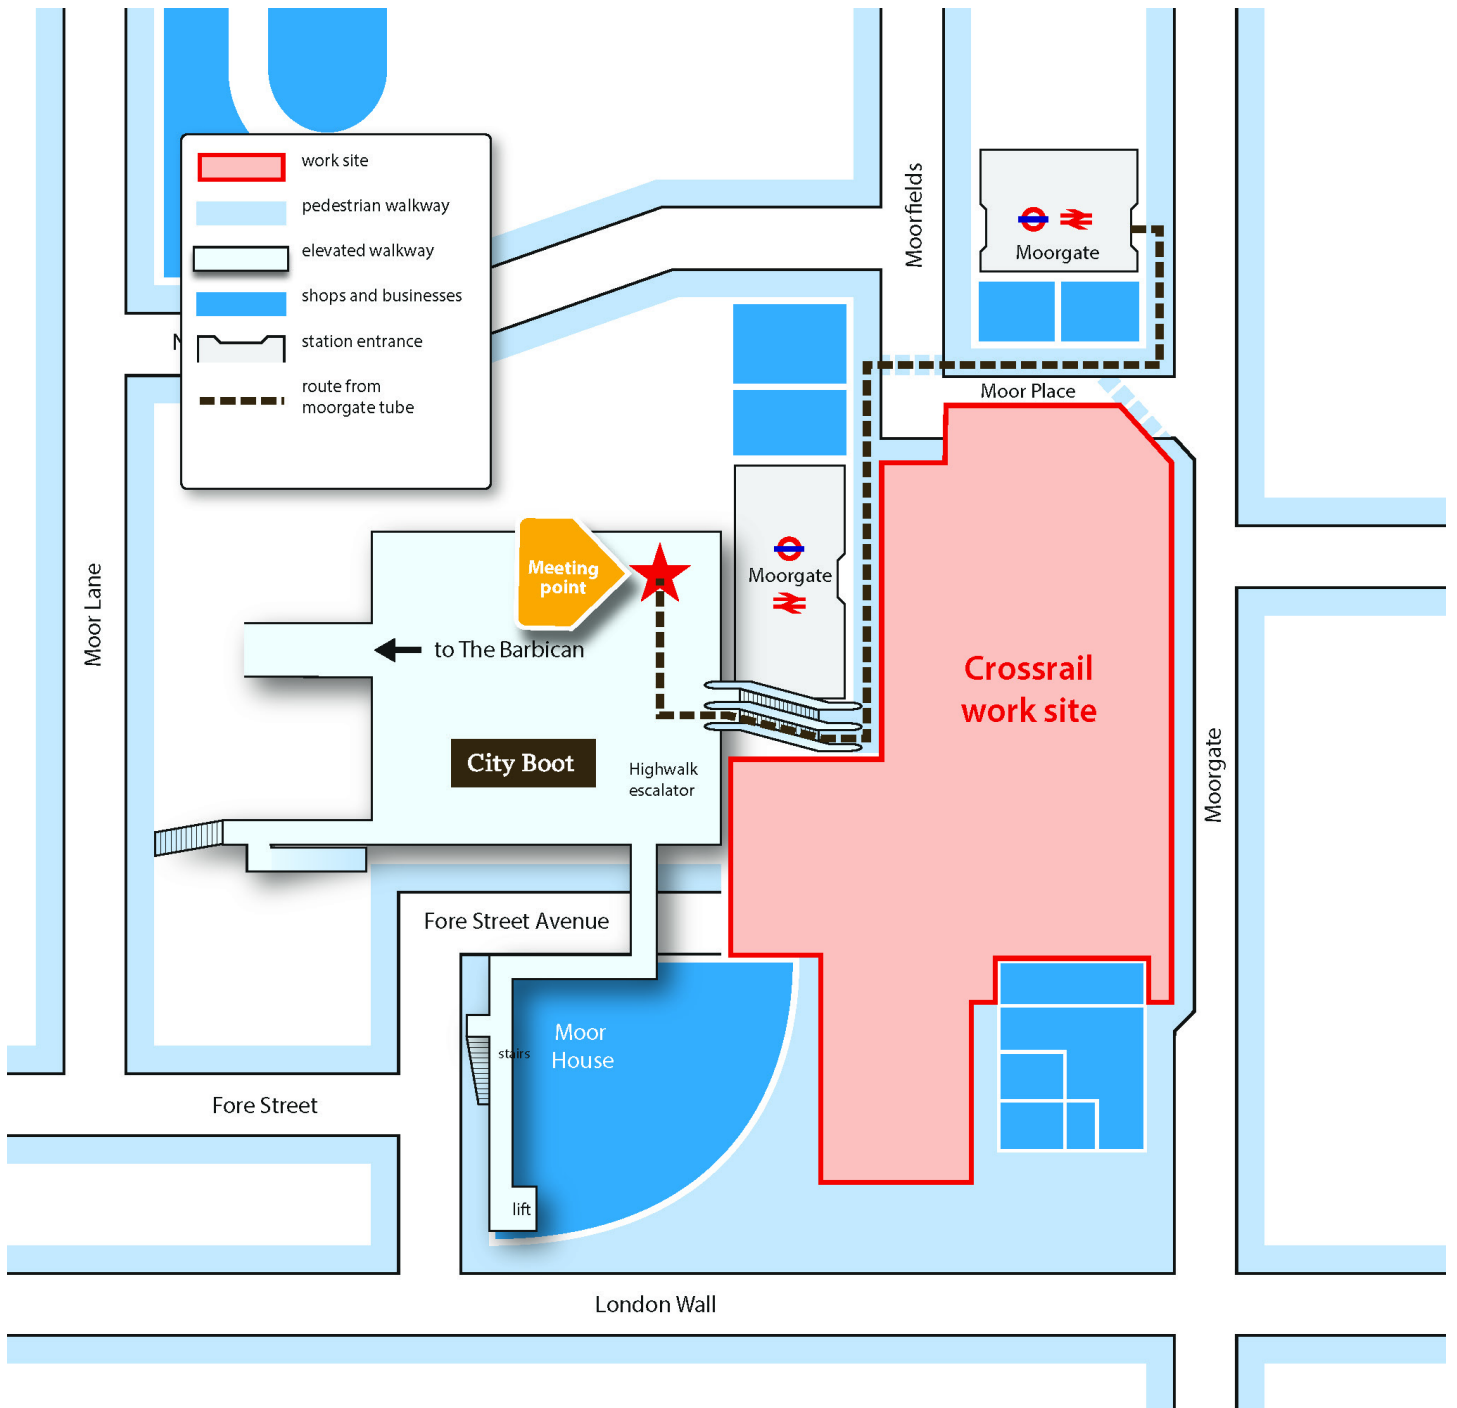 work site
pedestrian walkway
elevated walkway
shops and businesses
station entrance
route from
moorgate tube
Moorfields
Moorgate
Moor Place
Meeting
point
Moorgate
to The Barbican
Moor Lane
Crossrail
work site
City Boot
Highwalk
escalator
Moorgate
Fore Street Avenue
Moor
House
stairs
Fore Street
lift
London Wall